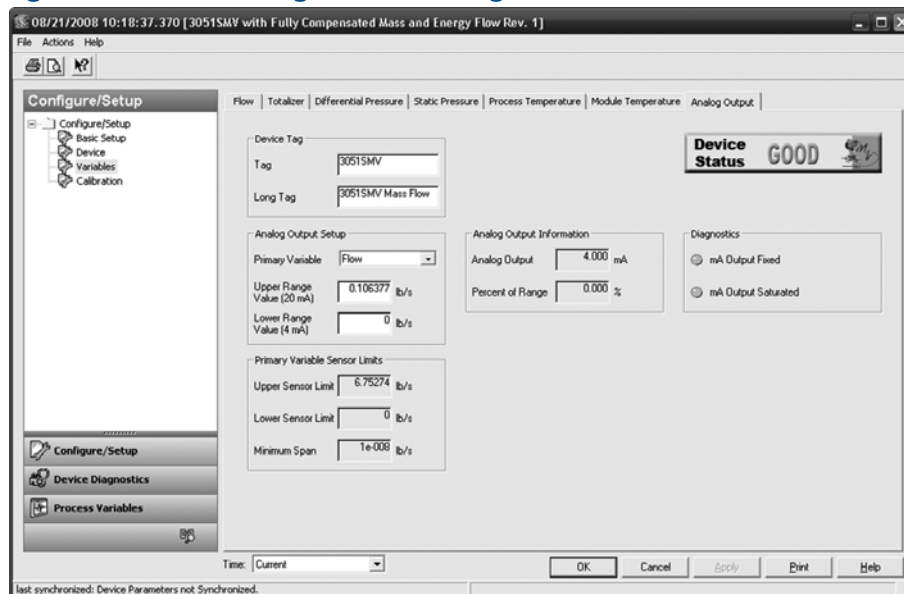 08/21/2008 10:18:37.370 [3051SMV with Fully Compensated Mass and Energy Flow Rev. 1]
File Actions Help
Configure/Setup
Flow Totalizer Differential Pressure Static Pressure Process Temperature Module Temperature Analog Output
Configure/Setup
Basic Setup
Device
Variables
Calibration
Device Tag
Tag 3051SMV
Long Tag 3051SMV Mass Flow
Device Status GOOD
Analog Output Setup
Primary Variable Flow
Upper Range Value (20 mA) 0.106377 lb/s
Lower Range Value (4 mA) 0 lb/s
Analog Output Information
Analog Output 4.000 mA
Percent of Range 0.000 %
Diagnostics
mA Output Fixed
mA Output Saturated
Primary Variable Sensor Limits
Upper Sensor Limit 6.75274 lb/s
Lower Sensor Limit 0 lb/s
Minimum Span 1e-008 lb/s
Configure/Setup
Device Diagnostics
Process Variables
Time: Current
OK Cancel Apply Print Help
last synchronized: Device Parameters not Synchronized.